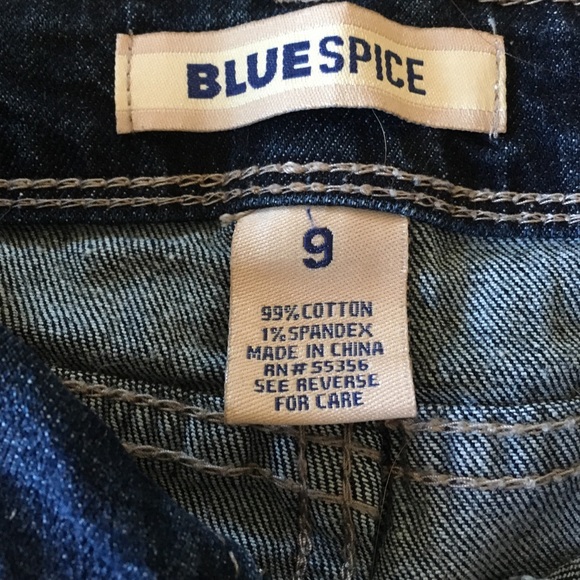 BLUESPICE
9
99% COTTON
1% SPANDEX
MADE IN CHINA
RN# 55356
SEE REVERSE
FOR CARE